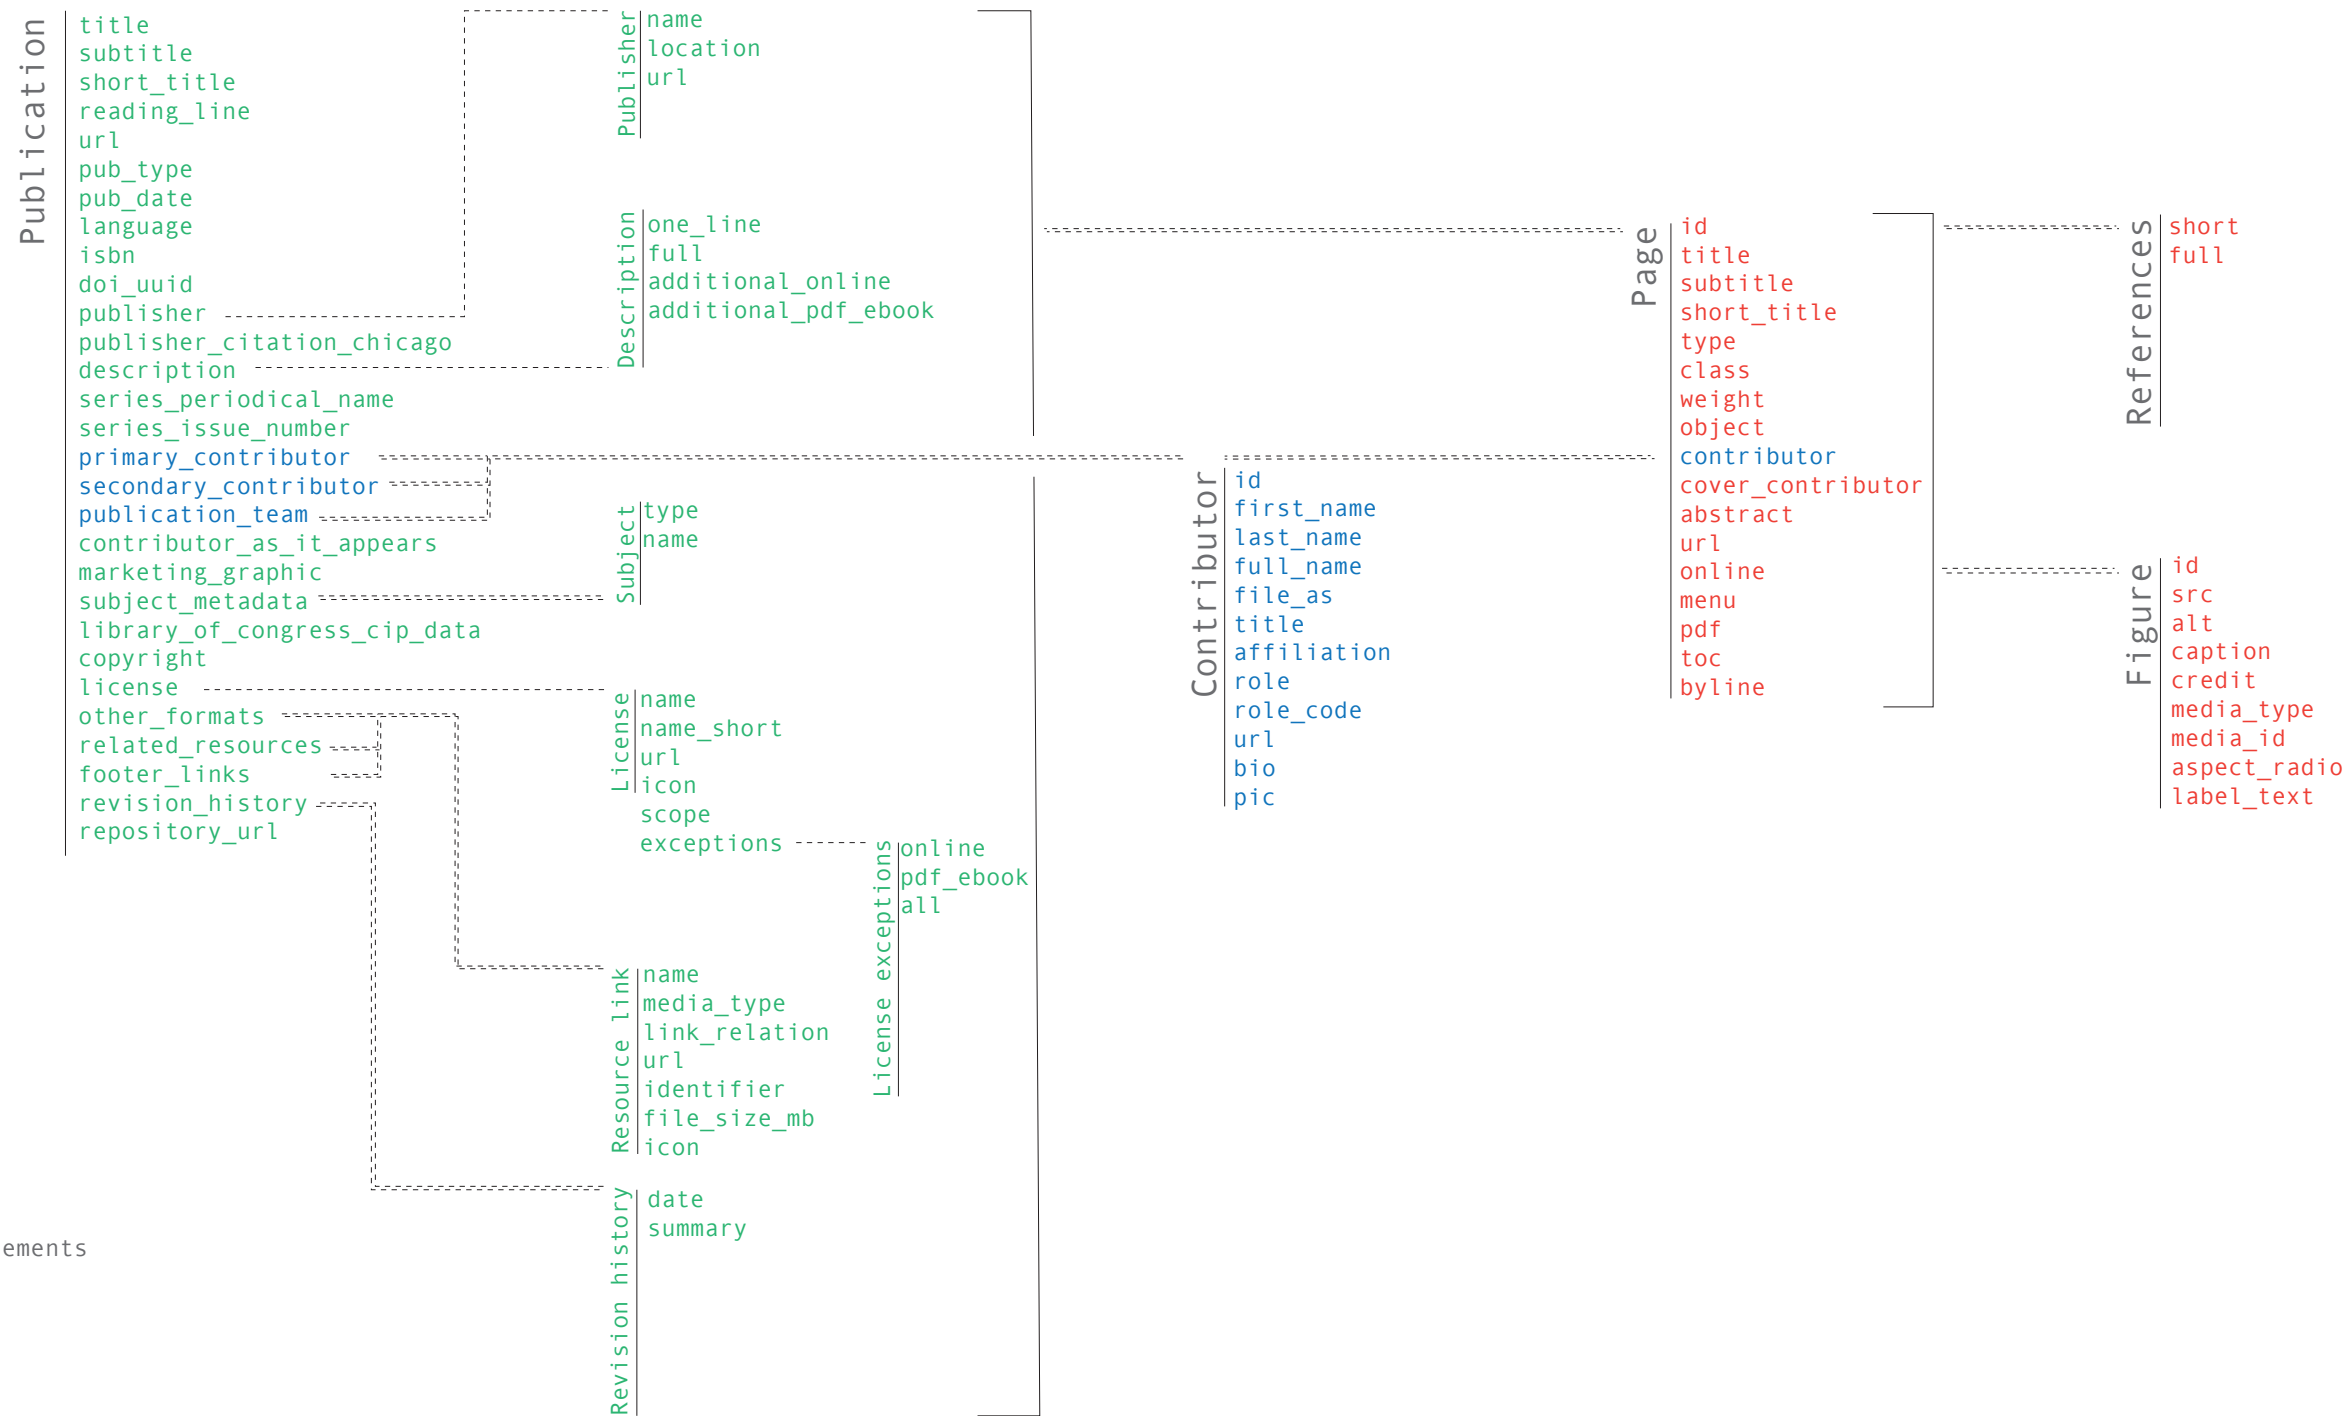 Publication
title
subtitle
short_title
reading_line
url
pub_type
pub_date
language
isbn
doi_uuid
publisher
publisher_citation_chicago
description
series_periodical_name
series_issue_number
primary_contributor
secondary_contributor
publication_team
contributor_as_it_appears
marketing_graphic
subject_metadata
library_of_congress_cip_data
copyright
license
other_formats
related_resources
footer_links
revision_history
repository_url
ements
Publisher
name
location
url
Description
one_line
full
additional_online
additional_pdf_ebook
Subject
type
name
License
name
name_short
url
icon
scope
exceptions
License exceptions
online
pdf_ebook
all
Resource link
name
media_type
link_relation
url
identifier
file_size_mb
icon
Revision history
date
summary
Contributor
id
first_name
last_name
full_name
file_as
title
affiliation
role
role_code
url
bio
pic
Page
id
title
subtitle
short_title
type
class
weight
object
contributor
cover_contributor
abstract
url
online
menu
pdf
toc
byline
References
short
full
Figure
id
src
alt
caption
credit
media_type
media_id
aspect_radio
label_text